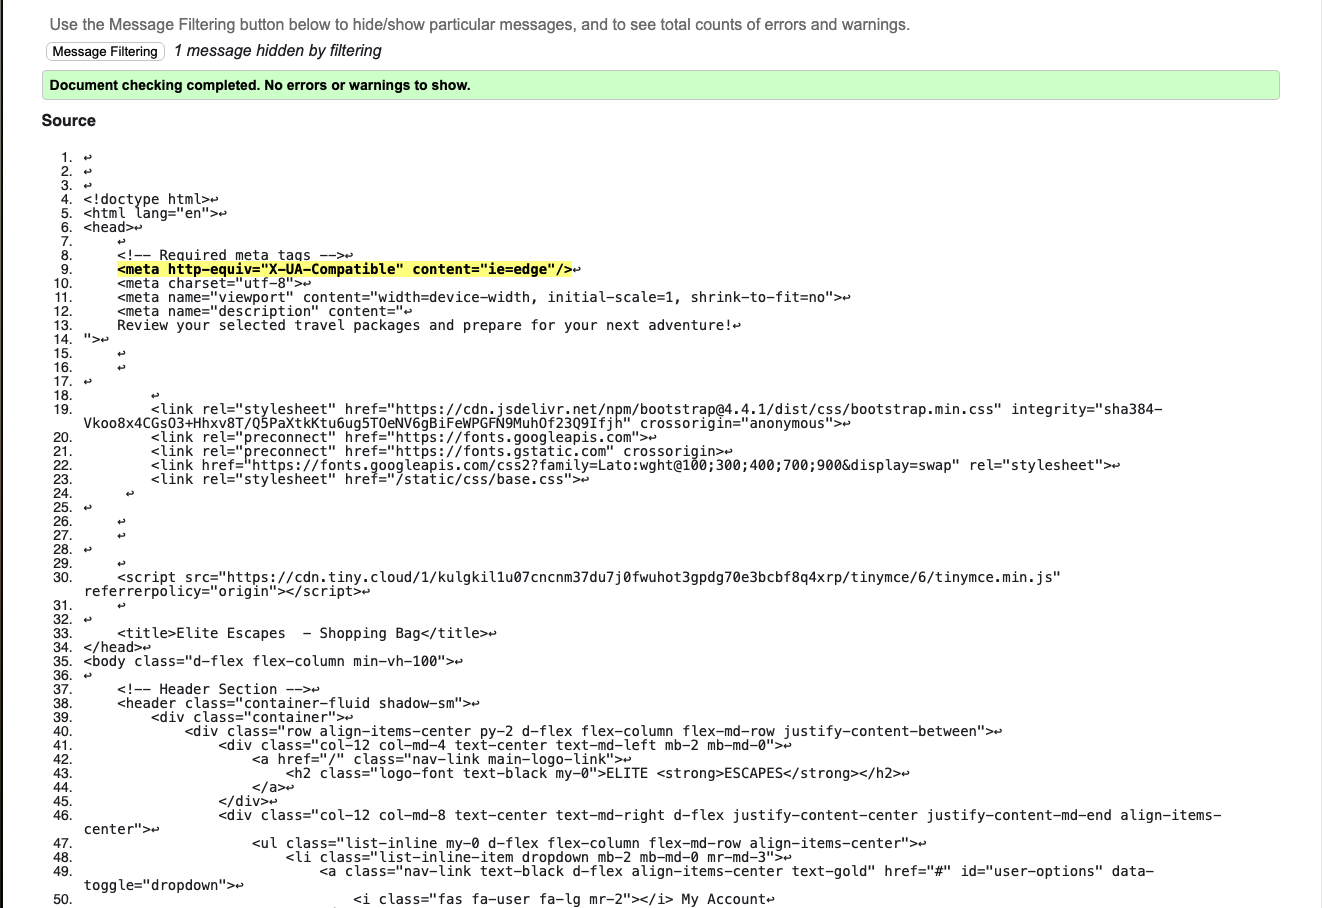 Use the Message Filtering button below to hide/show particular messages, and to see total counts of errors and warnings.
Message Filtering 1 message hidden by filtering
Document checking completed. No errors or warnings to show.
Source
1. ↩
2. ↩
3. ↩
4. <!doctype html>↩
5. <html lang="en">↩
6. <head>↩
7. ↩
8. <!-- Required meta tags -->↩
9. <meta http-equiv="X-UA-Compatible" content="ie=edge"/>↩
10. <meta charset="utf-8">↩
11. <meta name="viewport" content="width=device-width, initial-scale=1, shrink-to-fit=no">↩
12. <meta name="description" content="↩
13. Review your selected travel packages and prepare for your next adventure!↩
14. ">↩
15. ↩
16. ↩
17. ↩
18. ↩
19. <link rel="stylesheet" href="https://cdn.jsdelivr.net/npm/bootstrap@4.4.1/dist/css/bootstrap.min.css" integrity="sha384-
Vkoo8x4CGsO3+Hhxv8T/Q5PaXtkKtu6ug5TOeNV6gBiFeWPGFN9MuhOf23Q9Ifjh" crossorigin="anonymous">↩
20. <link rel="preconnect" href="https://fonts.googleapis.com">↩
21. <link rel="preconnect" href="https://fonts.gstatic.com" crossorigin>↩
22. <link href="https://fonts.googleapis.com/css2?family=Lato:wght@100;300;400;700;900&display=swap" rel="stylesheet">↩
23. <link rel="stylesheet" href="/static/css/base.css">↩
24. ↩
25. ↩
26. ↩
27. ↩
28. ↩
29. ↩
30. <script src="https://cdn.tiny.cloud/1/kulgkil1u07cncnm37du7j0fwuhot3gpdg70e3bcbf8q4xrp/tinymce/6/tinymce.min.js"
referrerpolicy="origin"></script>↩
31. ↩
32. ↩
33. <title>Elite Escapes  - Shopping Bag</title>↩
34. </head>↩
35. <body class="d-flex flex-column min-vh-100">↩
36. ↩
37. <!-- Header Section -->↩
38. <header class="container-fluid shadow-sm">↩
39. <div class="container">↩
40. <div class="row align-items-center py-2 d-flex flex-column flex-md-row justify-content-between">↩
41. <div class="col-12 col-md-4 text-center text-md-left mb-2 mb-md-0">↩
42. <a href="/" class="nav-link main-logo-link">↩
43. <h2 class="logo-font text-black my-0">ELITE <strong>ESCAPES</strong></h2>↩
44. </a>↩
45. </div>↩
46. <div class="col-12 col-md-8 text-center text-md-right d-flex justify-content-center justify-content-md-end align-items-
center">↩
47. <ul class="list-inline my-0 d-flex flex-column flex-md-row align-items-center">↩
48. <li class="list-inline-item dropdown mb-2 mb-md-0 mr-md-3">↩
49. <a class="nav-link text-black d-flex align-items-center text-gold" href="#" id="user-options" data-
toggle="dropdown">↩
50. <i class="fas fa-user fa-lg mr-2"></i> My Account↩